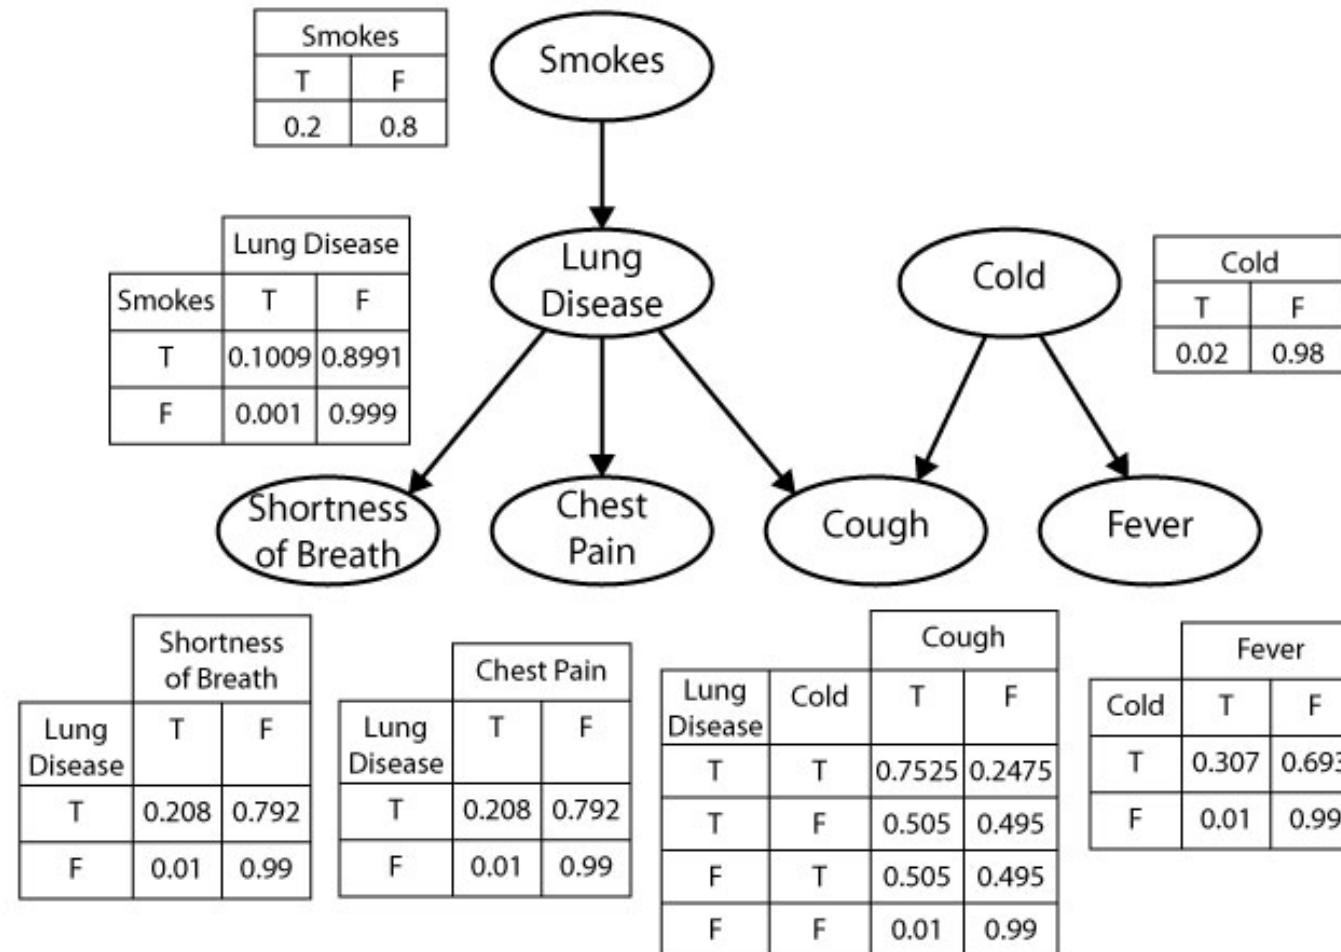 Smokes
T F
0.2 0.8
Smokes
Lung Disease
Smokes T F
T 0.1009 0.8991
F 0.001 0.999
Lung
Disease
Cold
Cold
T F
0.02 0.98
Shortness
of Breath
Chest
Pain
Cough
Fever
Shortness
of Breath
Lung
Disease T F
T 0.208 0.792
F 0.01 0.99
Chest Pain
Lung
Disease T F
T 0.208 0.792
F 0.01 0.99
Cough
Lung
Disease Cold T F
T T 0.7525 0.2475
T F 0.505 0.495
F T 0.505 0.495
F F 0.01 0.99
Fever
Cold T F
T 0.307 0.693
F 0.01 0.99